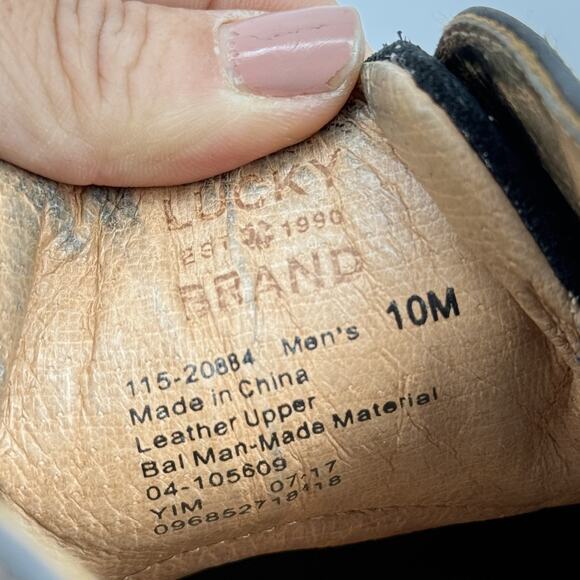 LUCKY
EST 1990
BRAND
115-20884 Men's 10M
Made in China
Leather Upper
Bal Man-Made Material
04-105609
YIM 07-17
096852718418